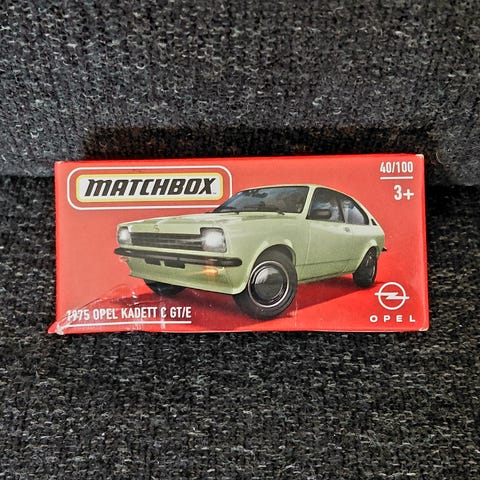 MATCHBOX
40/100
3+
1975 OPEL KADETT C GT/E
OPEL